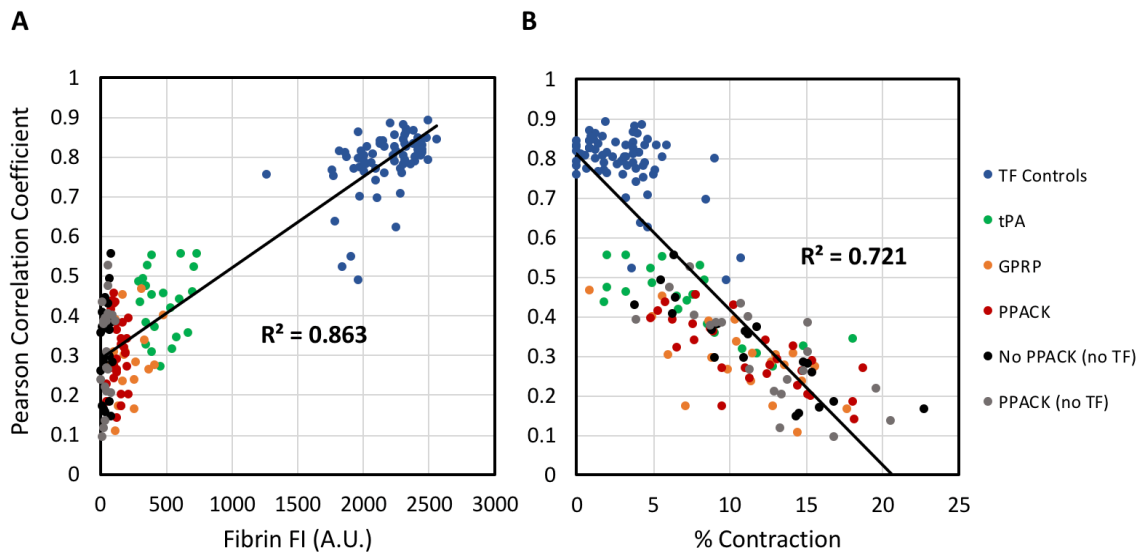 A
B
Pearson Correlation Coefficient
1
0.9
0.8
0.7
0.6
0.5
0.4
0.3
0.2
0.1
0
R² = 0.863
0 500 1000 1500 2000 2500 3000
Fibrin FI (A.U.)
1
0.9
0.8
0.7
0.6
0.5
0.4
0.3
0.2
0.1
0
R² = 0.721
0 5 10 15 20 25
% Contraction
TF Controls
tPA
GPRP
PPACK
No PPACK (no TF)
PPACK (no TF)